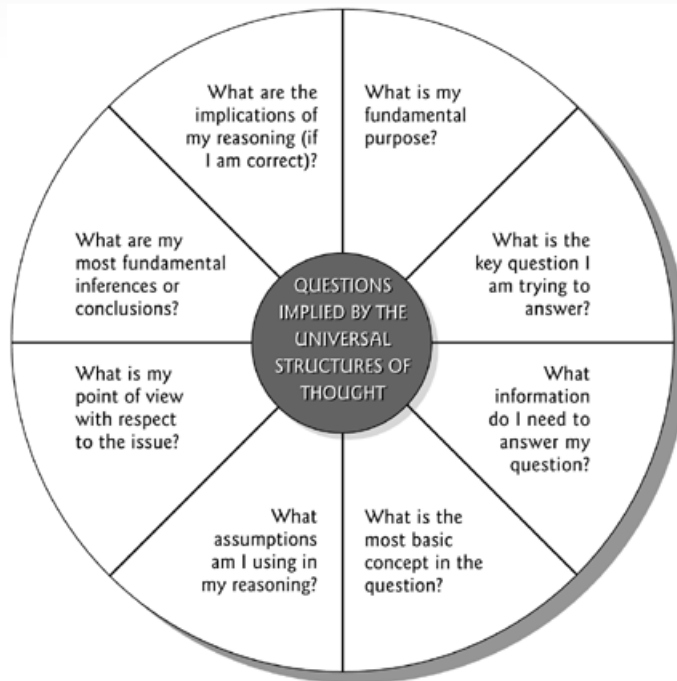 What is my
fundamental
purpose?
What is the
key question I
am trying to
answer?
What
information
do I need to
answer my
question?
What is the
most basic
concept in the
question?
What
assumptions
am I using in
my reasoning?
What is my
point of view
with respect
to the issue?
What are my
most fundamental
inferences or
conclusions?
What are the
implications of
my reasoning (if
I am correct)?
QUESTIONS
IMPLIED BY THE
UNIVERSAL
STRUCTURES OF
THOUGHT